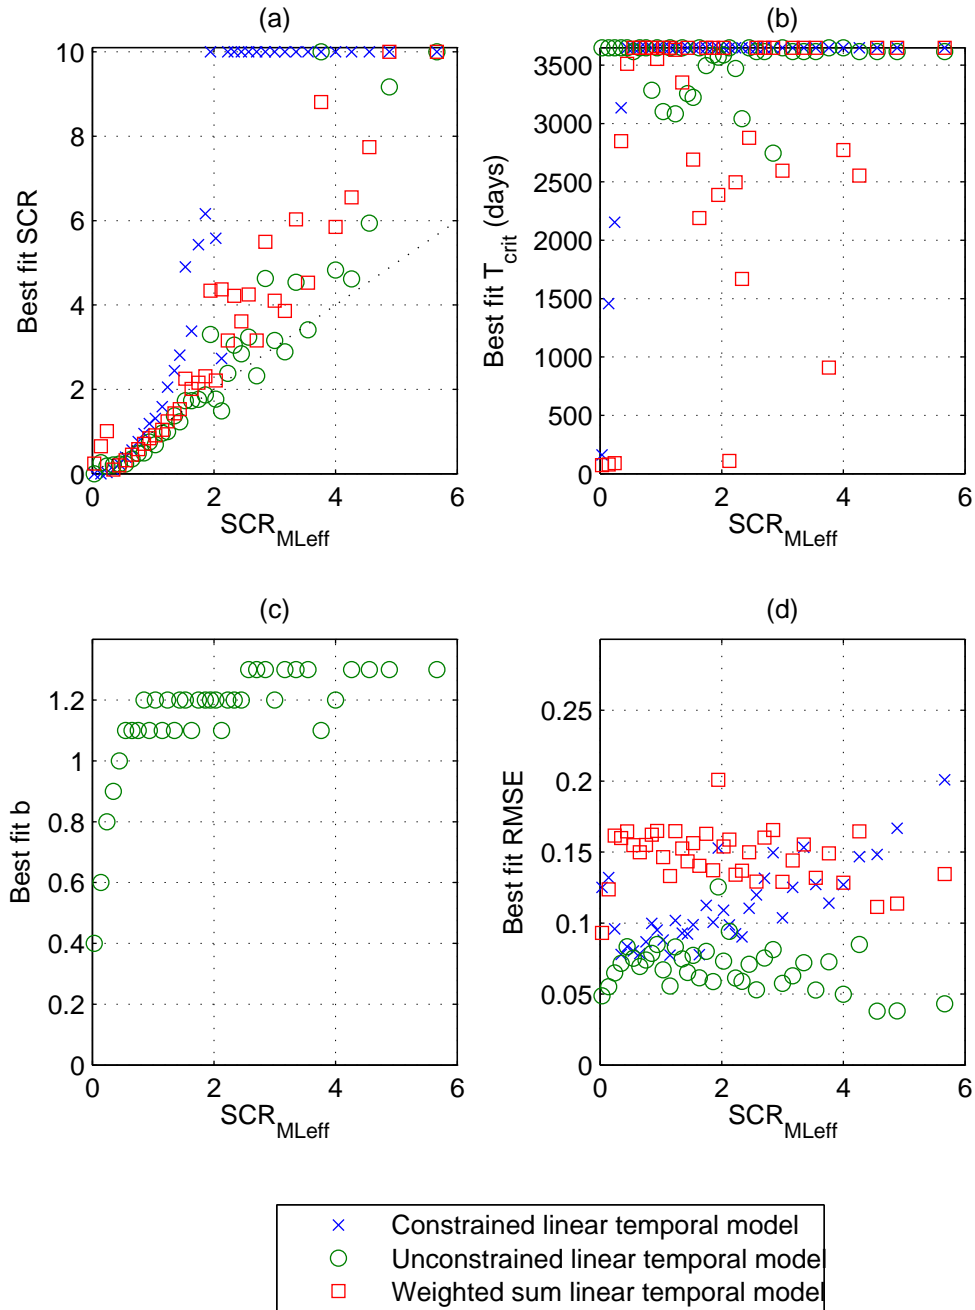 (a)
10
8
6
4
2
0
0 2 4 6
Best fit SCR
SCR_MLeff
(b)
3500
3000
2500
2000
1500
1000
500
0
0 2 4 6
Best fit T_crit (days)
SCR_MLeff
(c)
1.2
1
0.8
0.6
0.4
0.2
0
0 2 4 6
Best fit b
SCR_MLeff
(d)
0.25
0.2
0.15
0.1
0.05
0
0 2 4 6
Best fit RMSE
SCR_MLeff
Constrained linear temporal model
Unconstrained linear temporal model
Weighted sum linear temporal model